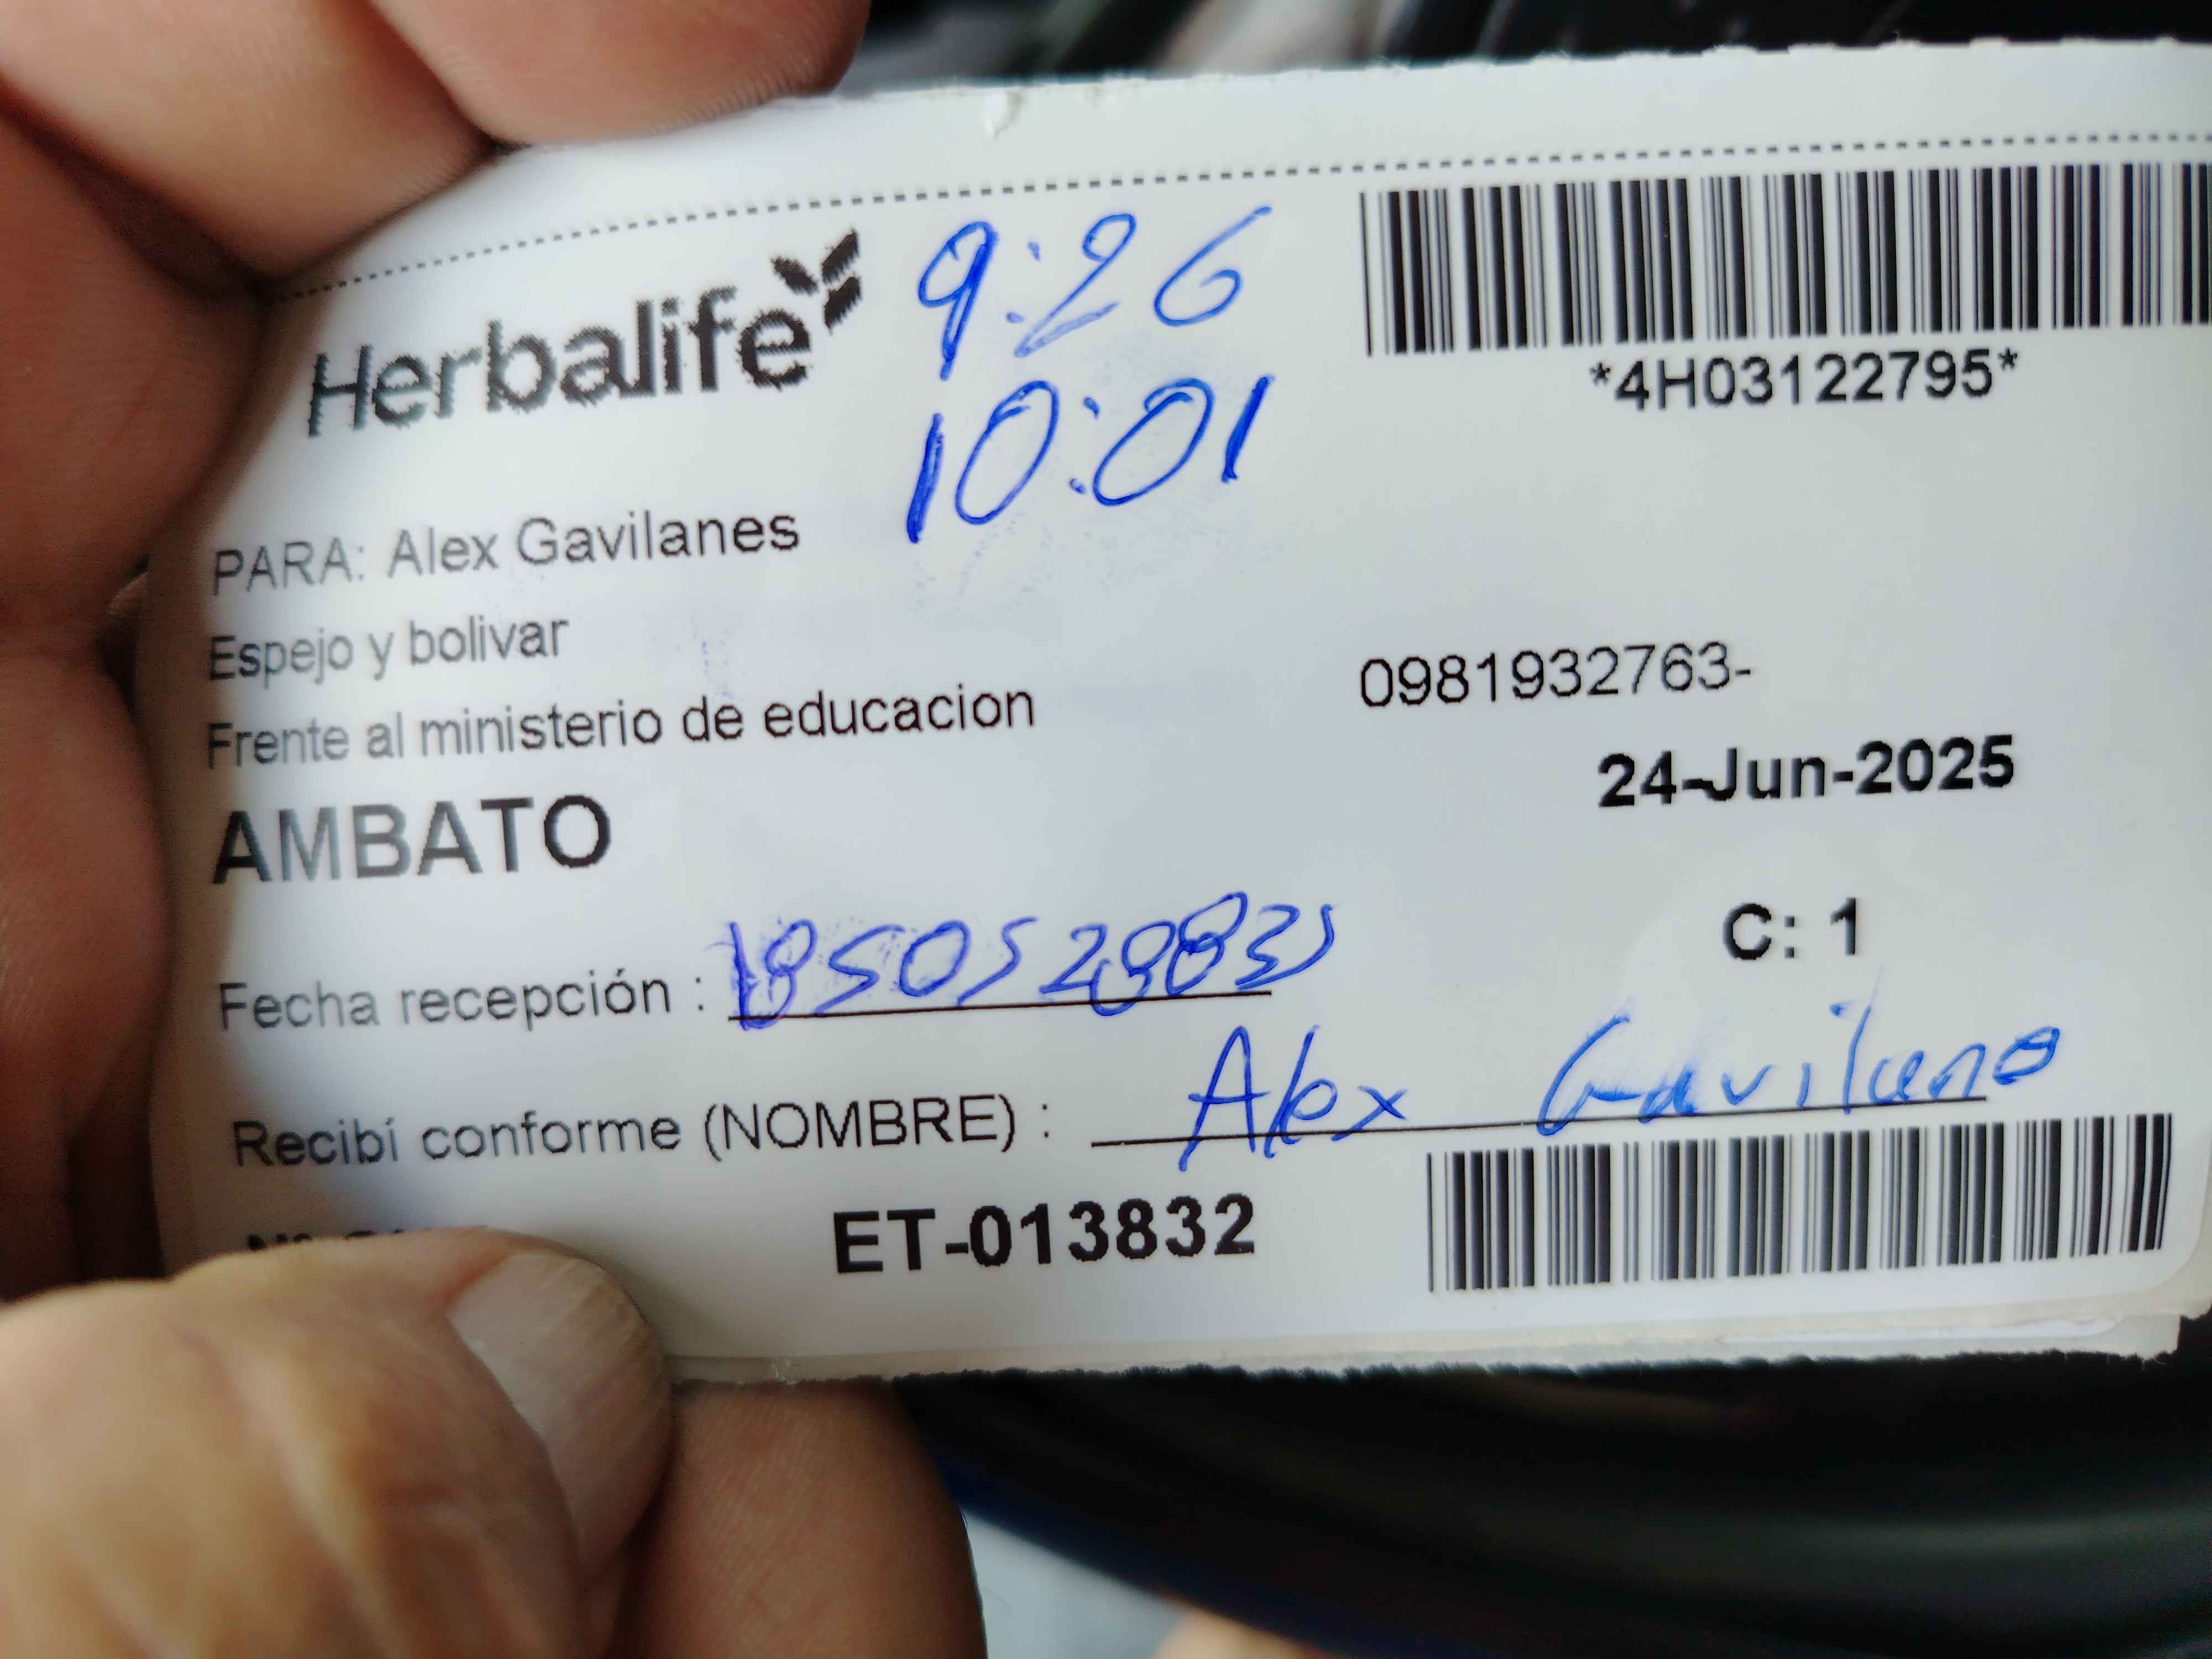 Herbalife
9:26
10:01
*4H03122795*
PARA: Alex Gavilanes
Espejo y bolivar
0981932763-
Frente al ministerio de educacion
24-Jun-2025
AMBATO
C: 1
Fecha recepción :
Recibí conforme (NOMBRE) : Alex Gavilanes
ET-013832